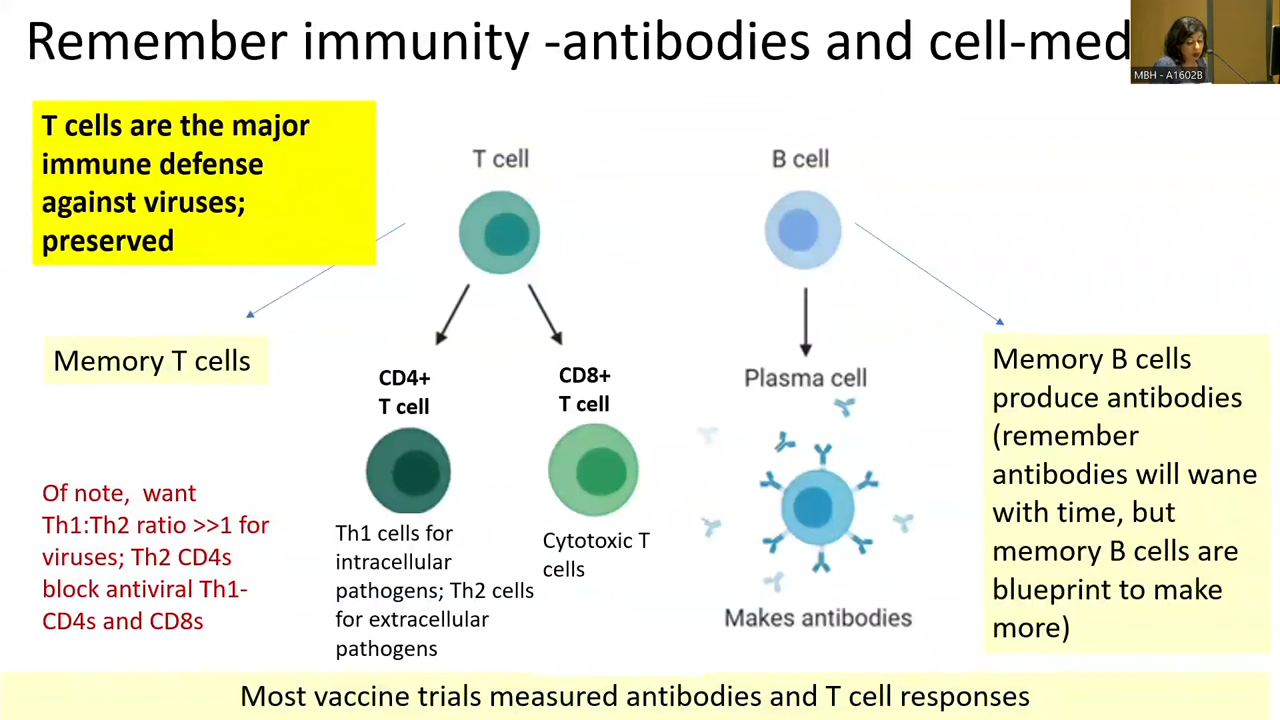 Remember immunity -antibodies and cell-med
MBH - A1602B
T cells are the major
immune defense
against viruses;
preserved
T cell
B cell
Memory T cells
CD4+
T cell
CD8+
T cell
Plasma cell
Memory B cells
produce antibodies
(remember
antibodies will wane
with time, but
memory B cells are
blueprint to make
more)
Of note,  want
Th1:Th2 ratio >>1 for
viruses; Th2 CD4s
block antiviral Th1-
CD4s and CD8s
Th1 cells for
intracellular
pathogens; Th2 cells
for extracellular
pathogens
Cytotoxic T
cells
Makes antibodies
Most vaccine trials measured antibodies and T cell responses